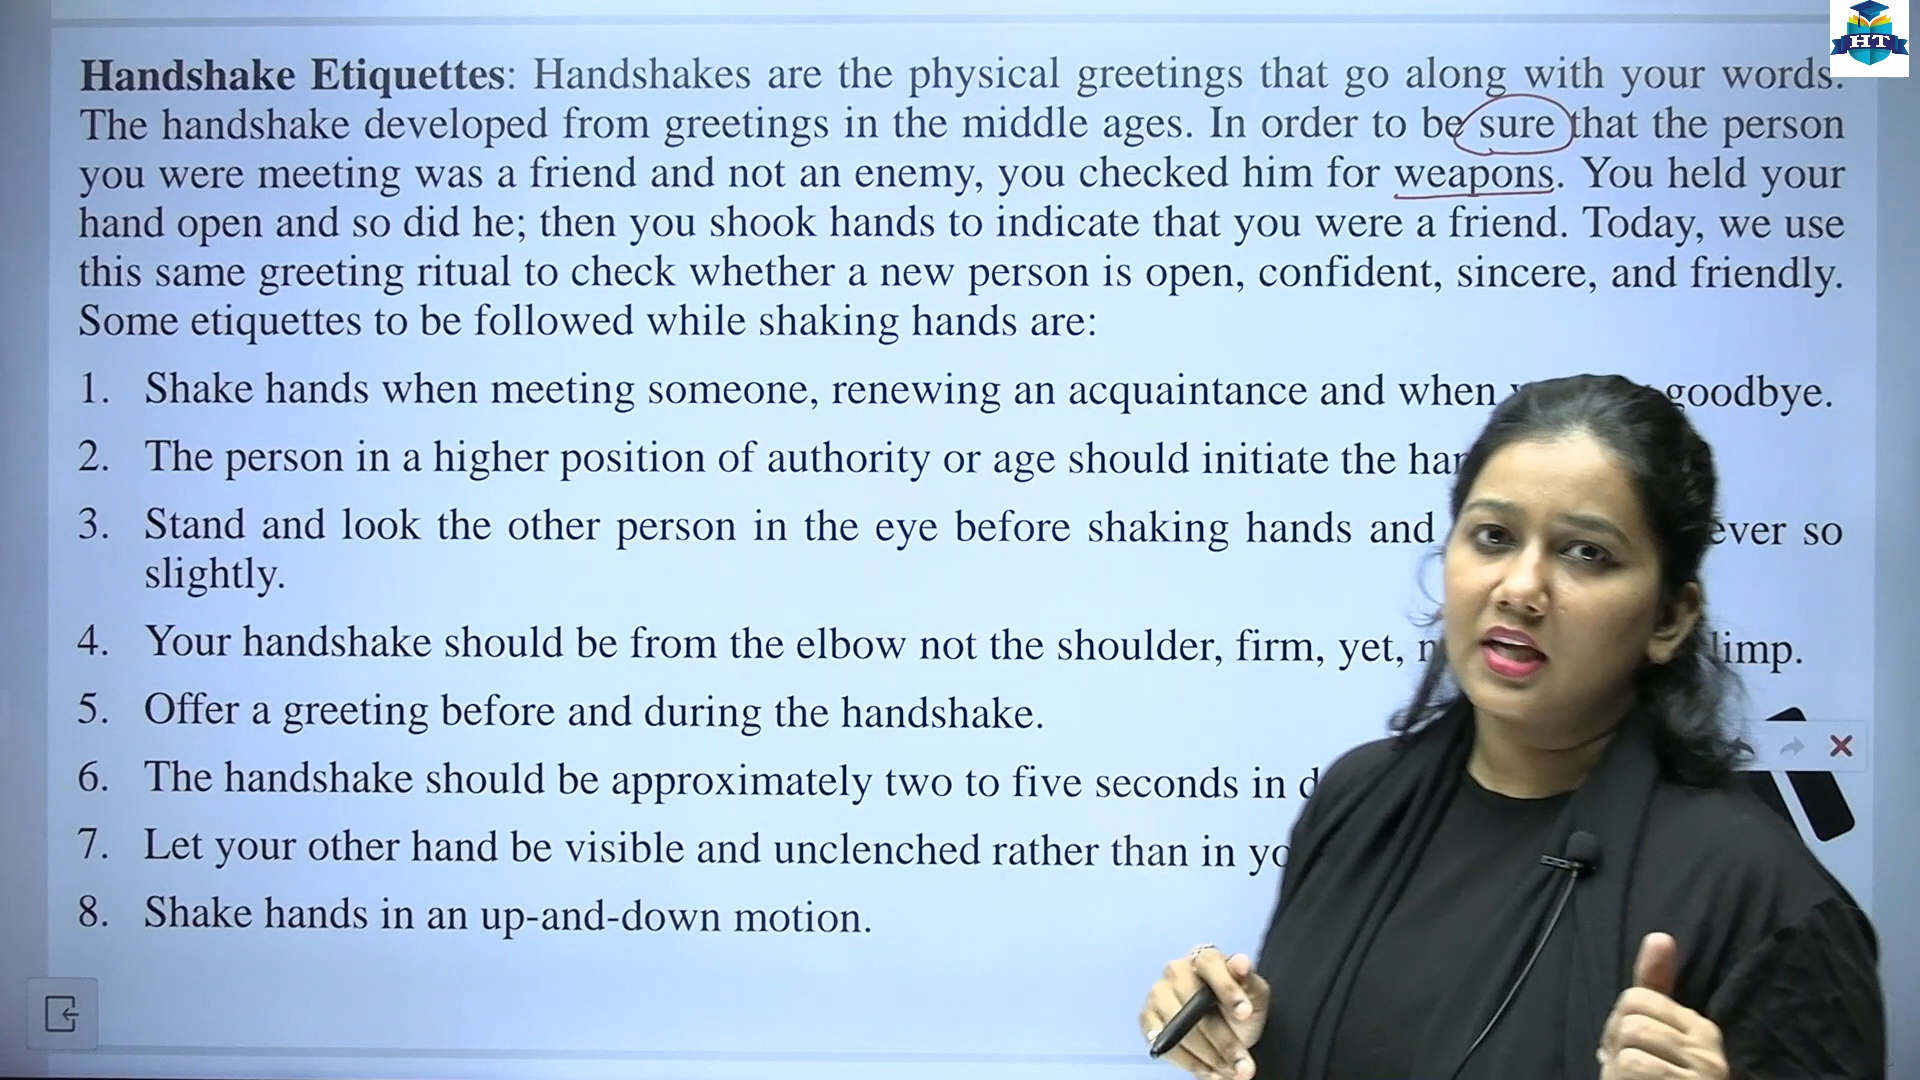 HT
Handshake Etiquettes: Handshakes are the physical greetings that go along with your words.
The handshake developed from greetings in the middle ages. In order to be sure that the person
you were meeting was a friend and not an enemy, you checked him for weapons. You held your
hand open and so did he; then you shook hands to indicate that you were a friend. Today, we use
this same greeting ritual to check whether a new person is open, confident, sincere, and friendly.
Some etiquettes to be followed while shaking hands are:
1. Shake hands when meeting someone, renewing an acquaintance and when goodbye.
2. The person in a higher position of authority or age should initiate the
3. Stand and look the other person in the eye before shaking hands and ever so
slightly.
4. Your handshake should be from the elbow not the shoulder, firm, yet, limp.
5. Offer a greeting before and during the handshake.
6. The handshake should be approximately two to five seconds in
7. Let your other hand be visible and unclenched rather than in
8. Shake hands in an up-and-down motion.